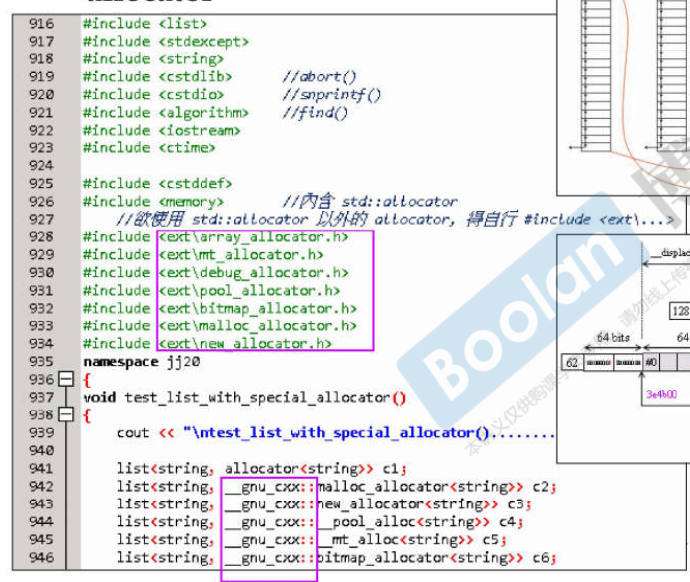 allocator
916 #include <list>
917 #include <stdexcept>
918 #include <string>
919 #include <cstdlib> //abort()
920 #include <cstdio> //snprintf()
921 #include <algorithm> //find()
922 #include <iostream>
923 #include <ctime>
924
925 #include <cstddef>
926 #include <memory> //內含 std::allocator
927 //欲使用 std::allocator 以外的 allocator, 得自行 #include <ext\...>
928 #include <ext\array_allocator.h>
929 #include <ext\mt_allocator.h>
930 #include <ext\debug_allocator.h>
931 #include <ext\pool_allocator.h>
932 #include <ext\bitmap_allocator.h>
933 #include <ext\malloc_allocator.h>
934 #include <ext\new_allocator.h>
935 namespace jj20
936 {
937 void test_list_with_special_allocator()
938 {
939 cout << "\ntest_list_with_special_allocator()........
940
941 list<string, allocator<string>> c1;
942 list<string, __gnu_cxx::malloc_allocator<string>> c2;
943 list<string, __gnu_cxx::new_allocator<string>> c3;
944 list<string, __gnu_cxx::__pool_alloc<string>> c4;
945 list<string, __gnu_cxx::__mt_alloc<string>> c5;
946 list<string, __gnu_cxx::bitmap_allocator<string>> c6;
__displac
128
64 bits 64
62 #0
3e4b00
Boolan 博